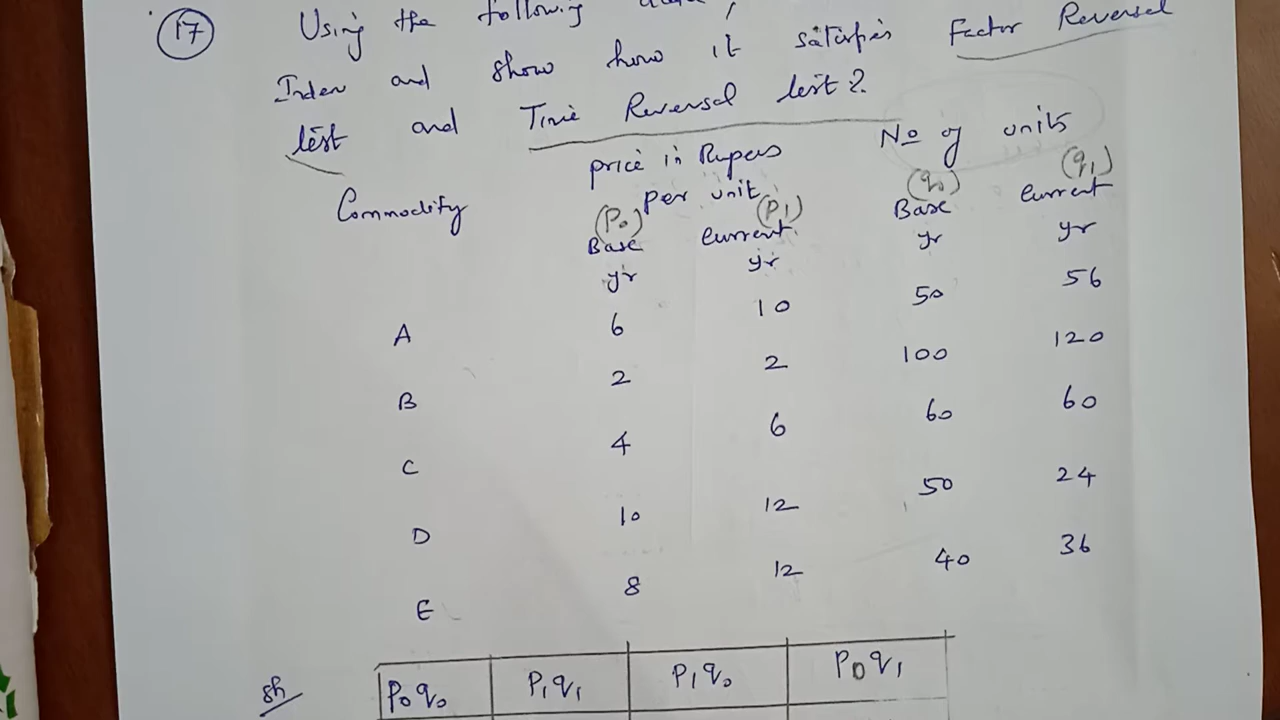 17 Using the following
Index and show how it satisfies Factor Reversal
test and Time Reversal test?
Commodity price in Rupees per unit No of units
(P₀) Base yr (P₁) Current yr (q₀) Base yr (q₁) Current yr
A 6 10 50 56
B 2 2 100 120
C 4 6 60 60
D 10 12 50 24
E 8 12 40 36
P₀q₀ P₁q₁ P₁q₀ P₀q₁